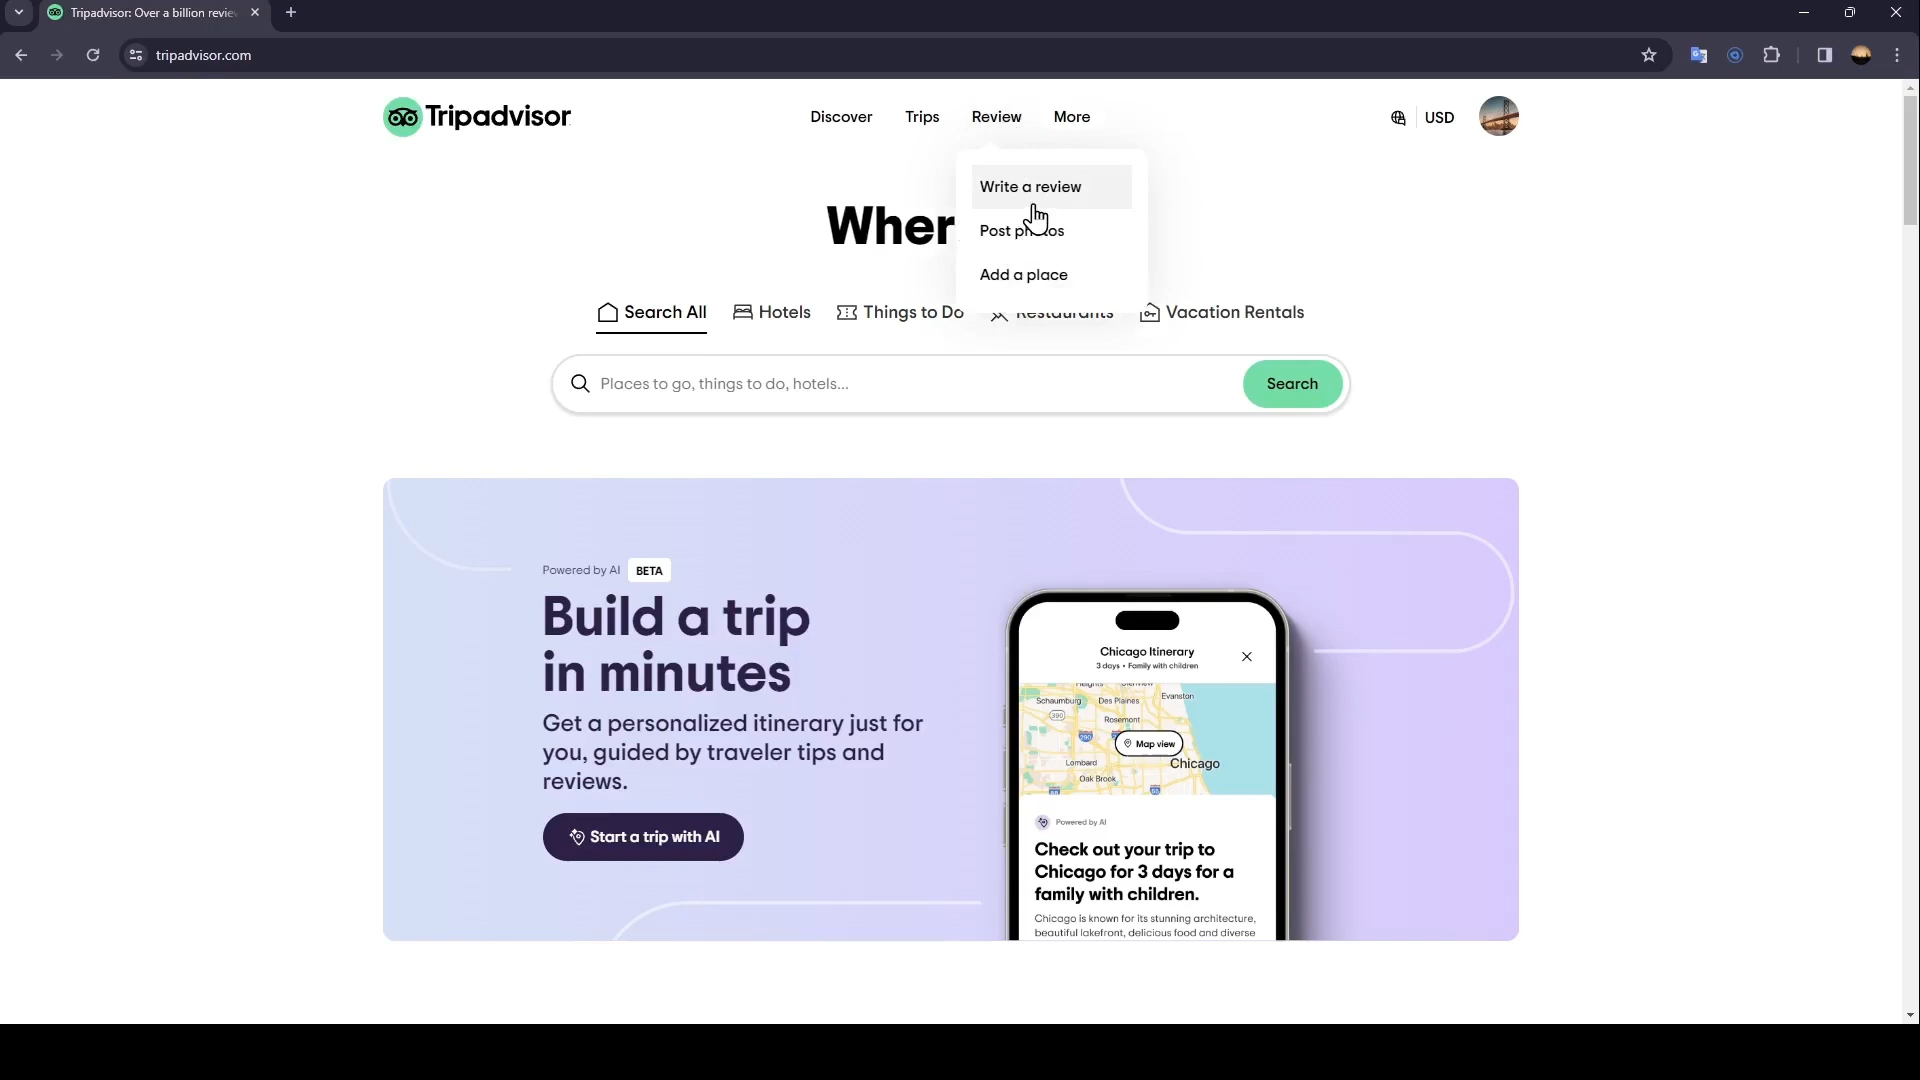 Tripadvisor: Over a billion revie
tripadvisor.com
Tripadvisor
Discover
Trips
Review
More
USD
Write a review
Post photos
Add a place
Wher
Search All
Hotels
Things to Do
Restaurants
Vacation Rentals
Places to go, things to do, hotels...
Search
Powered by AI BETA
Build a trip
in minutes
Get a personalized itinerary just for
you, guided by traveler tips and
reviews.
Start a trip with AI
Chicago Itinerary
3 days • Family with children
Heights
Evanston
Schaumburg
Des Plaines
390
Rosemont
290
Map view
Lombard
Chicago
Oak Brook
Powered by AI
Check out your trip to
Chicago for 3 days for a
family with children.
Chicago is known for its stunning architecture,
beautiful lakefront, delicious food and diverse